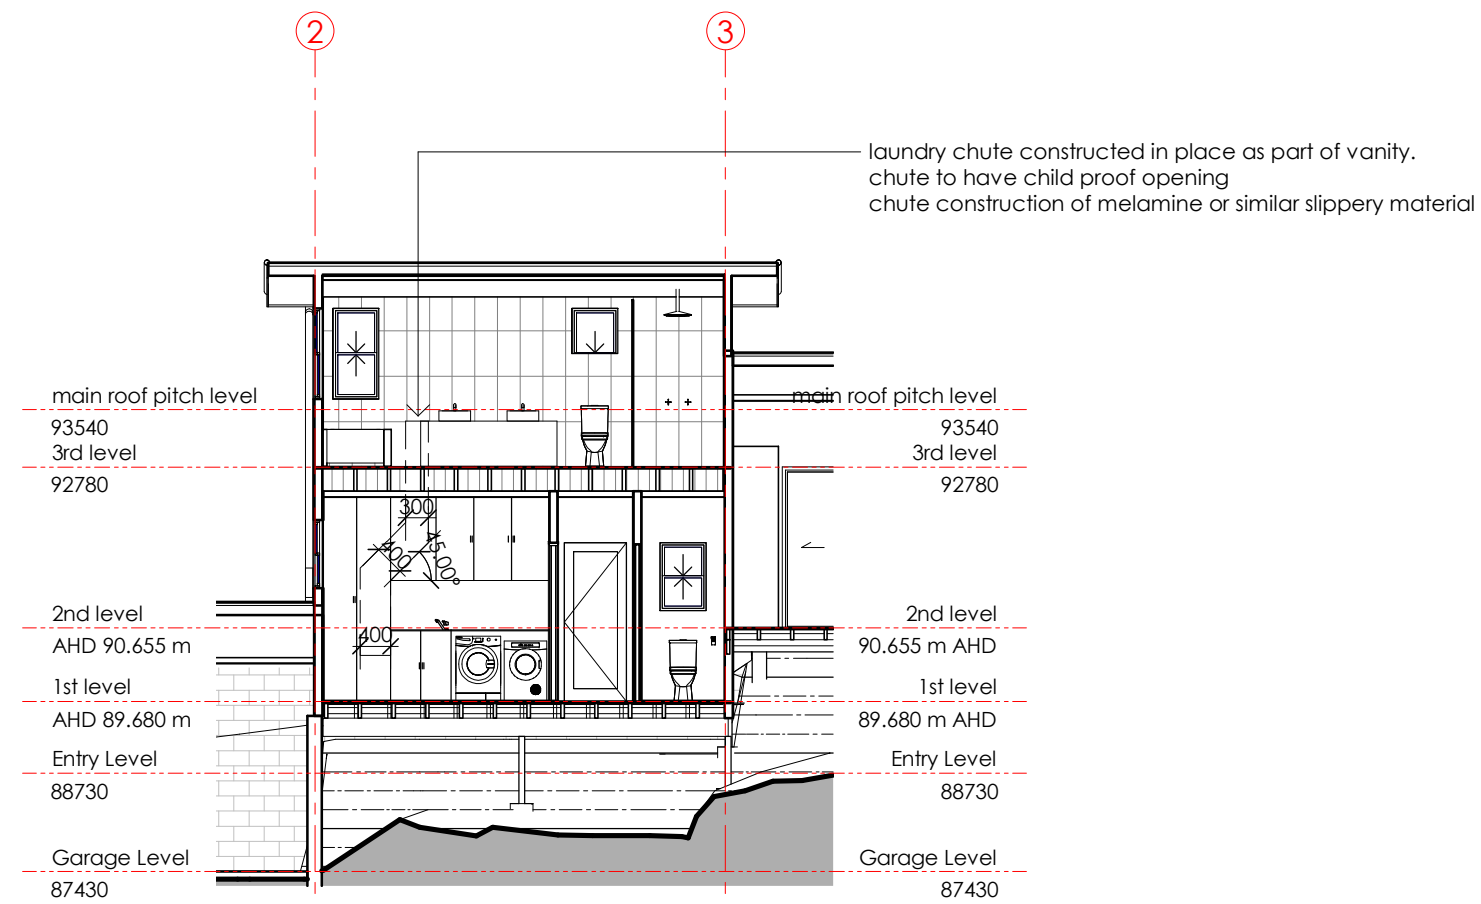 2
3
laundry chute constructed in place as part of vanity.
chute to have child proof opening
chute construction of melamine or similar slippery material
main roof pitch level
93540
3rd level
92780
main roof pitch level
93540
3rd level
92780
300
400
45.00°
400
2nd level
AHD 90.655 m
1st level
AHD 89.680 m
Entry Level
88730
Garage Level
87430
2nd level
90.655 m AHD
1st level
89.680 m AHD
Entry Level
88730
Garage Level
87430